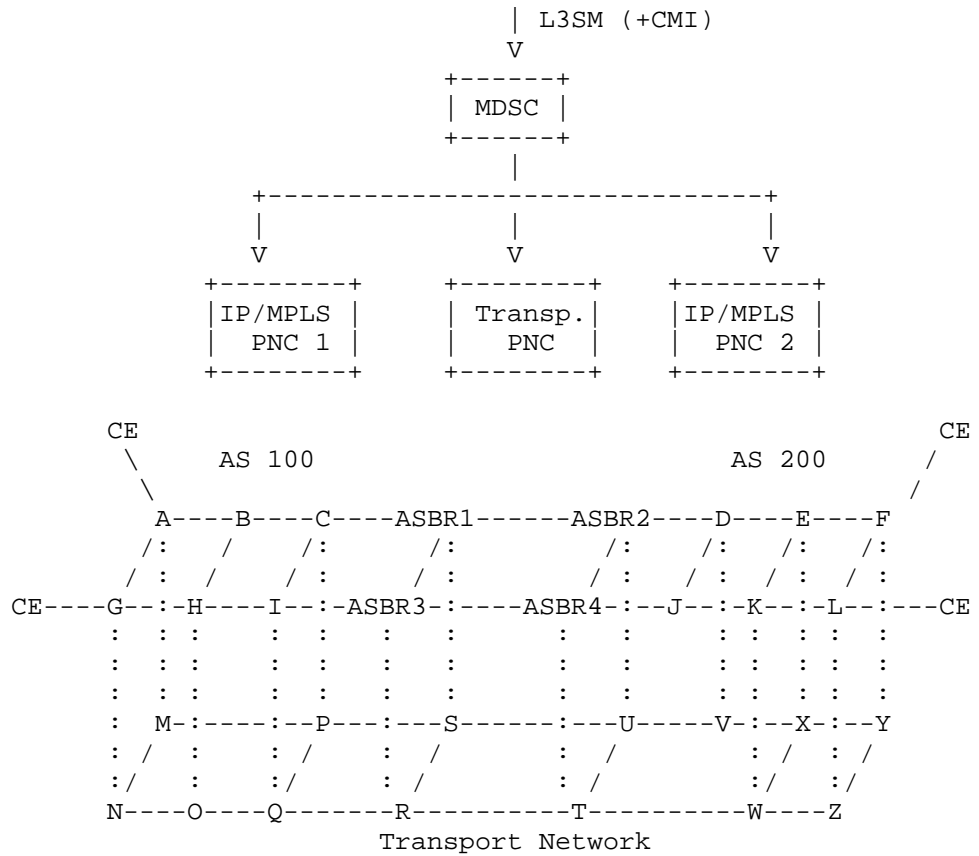 | L3SM (+CMI)
V
+------+
| MDSC |
+------+
|
+-------------------------------+
| | |
V V V
+--------+ +--------+ +--------+
|IP/MPLS | | Transp.| |IP/MPLS |
| PNC 1 | | PNC | | PNC 2 |
+--------+ +--------+ +--------+
CE CE
\ AS 100 AS 200 /
\ /
A----B----C----ASBR1------ASBR2----D----E----F
/: / /: /: /: /: /: /:
/ : / / : / : / : / : / : / :
CE----G--:-H----I--:-ASBR3--:----ASBR4-:--J--:-K--:-L--:---CE
: : : : : : : : : : : : : :
: : : : : : : : : : : : : :
: : : : : : : : : : : : : :
: M-:----:--P---:---S------:---U-----V-:--X-:--Y
: / : : / : / : / : / : /
:/ : :/ :/ :/ :/ :/
N----O----Q-------R----------T----------W----Z
Transport Network